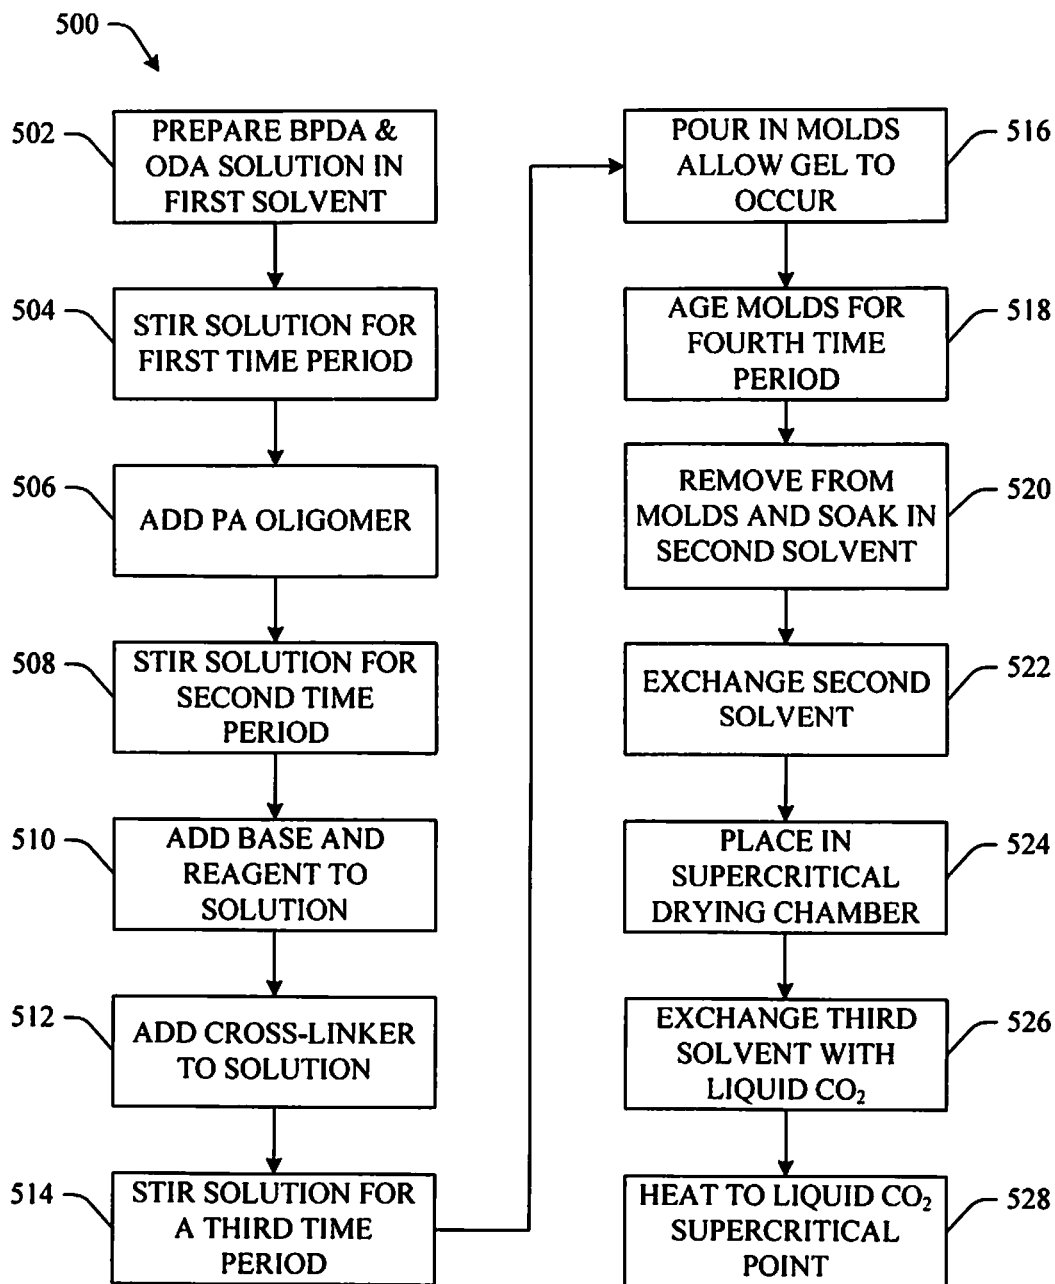 500
502
PREPARE BPDA &
ODA SOLUTION IN
FIRST SOLVENT
504
STIR SOLUTION FOR
FIRST TIME PERIOD
506
ADD PA OLIGOMER
508
STIR SOLUTION FOR
SECOND TIME
PERIOD
510
ADD BASE AND
REAGENT TO
SOLUTION
512
ADD CROSS-LINKER
TO SOLUTION
514
STIR SOLUTION FOR
A THIRD TIME
PERIOD
POUR IN MOLDS
ALLOW GEL TO
OCCUR
516
AGE MOLDS FOR
FOURTH TIME
PERIOD
518
REMOVE FROM
MOLDS AND SOAK IN
SECOND SOLVENT
520
EXCHANGE SECOND
SOLVENT
522
PLACE IN
SUPERCRITICAL
DRYING CHAMBER
524
EXCHANGE THIRD
SOLVENT WITH
LIQUID CO₂
526
HEAT TO LIQUID CO₂
SUPERCRITICAL
POINT
528